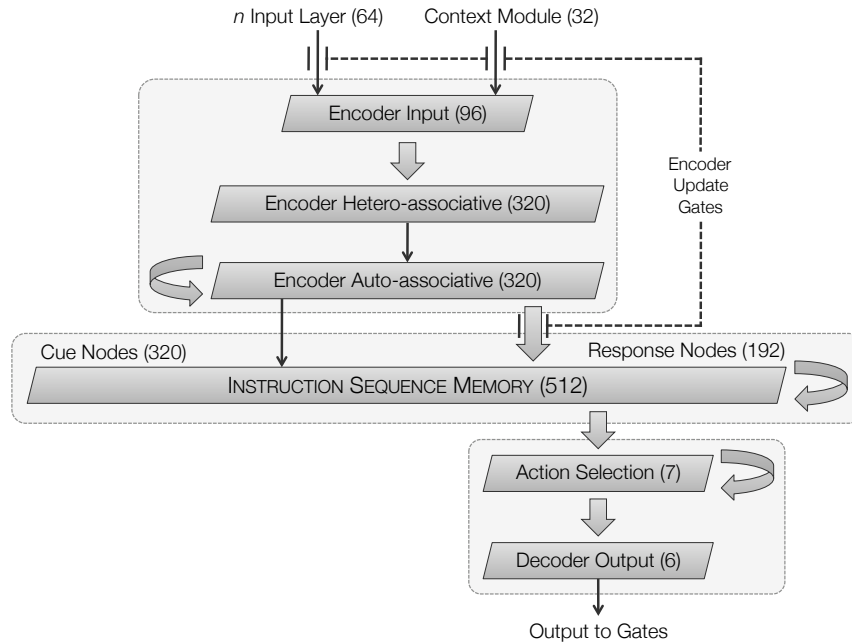 n Input Layer (64)
Context Module (32)
Encoder Input (96)
Encoder
Update
Gates
Encoder Hetero-associative (320)
Encoder Auto-associative (320)
Cue Nodes (320)
Response Nodes (192)
INSTRUCTION SEQUENCE MEMORY (512)
Action Selection (7)
Decoder Output (6)
Output to Gates